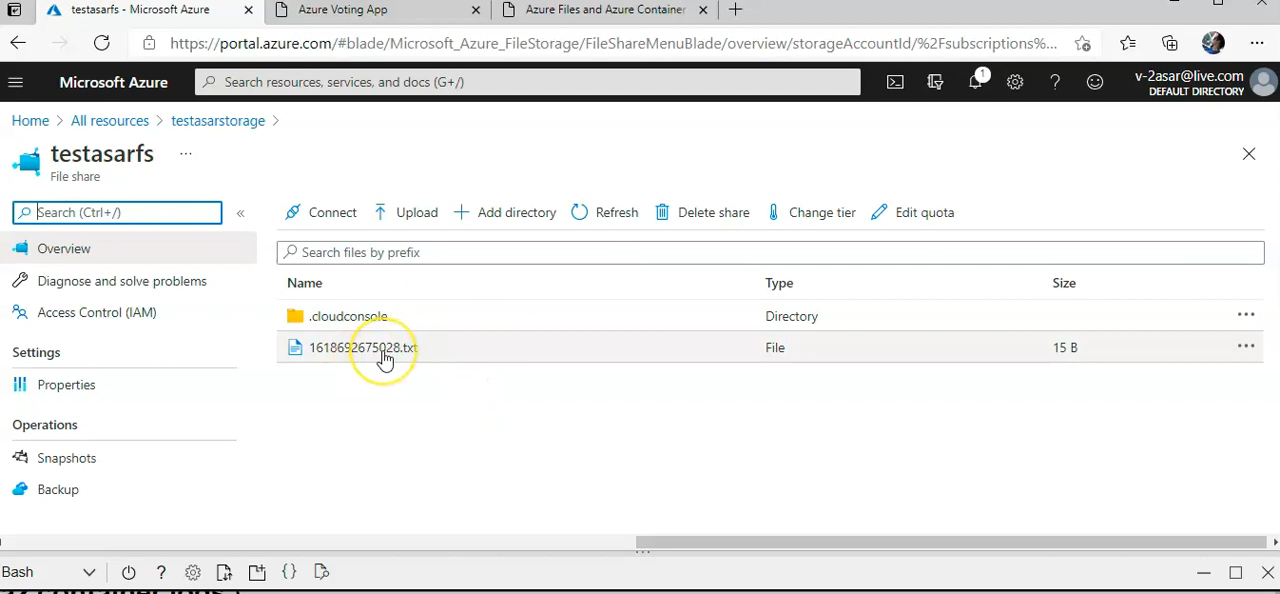 testasarfs - Microsoft Azure
Azure Voting App
Azure Files and Azure Container
https://portal.azure.com/#blade/Microsoft_Azure_FileStorage/FileShareMenuBlade/overview/storageAccountId/%2Fsubscriptions%...
Microsoft Azure
Search resources, services, and docs (G+/)
1
v-2asar@live.com
DEFAULT DIRECTORY
Home > All resources > testasarstorage >
testasarfs ...
File share
Search (Ctrl+/) «
Connect Upload Add directory Refresh Delete share Change tier Edit quota
Overview
Search files by prefix
Diagnose and solve problems
Name Type Size
Access Control (IAM)
.cloudconsole Directory ...
1618692675028.txt File 15 B ...
Settings
Properties
Operations
Snapshots
Backup
Bash